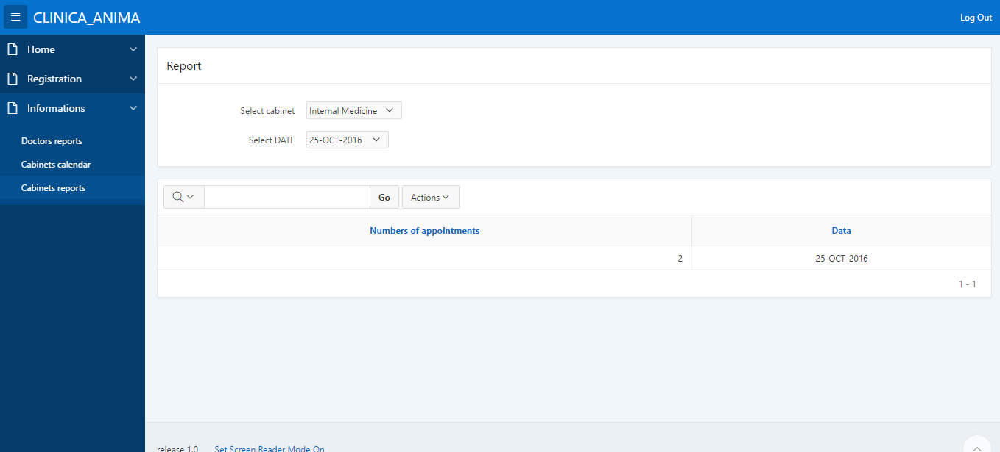 CLINICA_ANIMA
Log Out
Home
Registration
Informations
Doctors reports
Cabinets calendar
Cabinets reports
Report
Select cabinet Internal Medicine
Select DATE 25-OCT-2016
Go Actions
Numbers of appointments Data
2 25-OCT-2016
1 - 1
release 1.0 Set Screen Reader Mode On